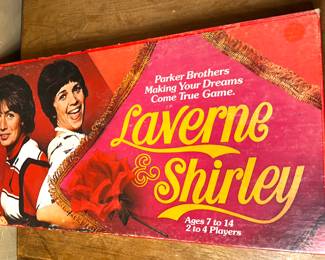 Parker Brothers
Making Your Dreams
Come True Game.
Laverne
& Shirley
Ages 7 to 14
2 to 4 Players